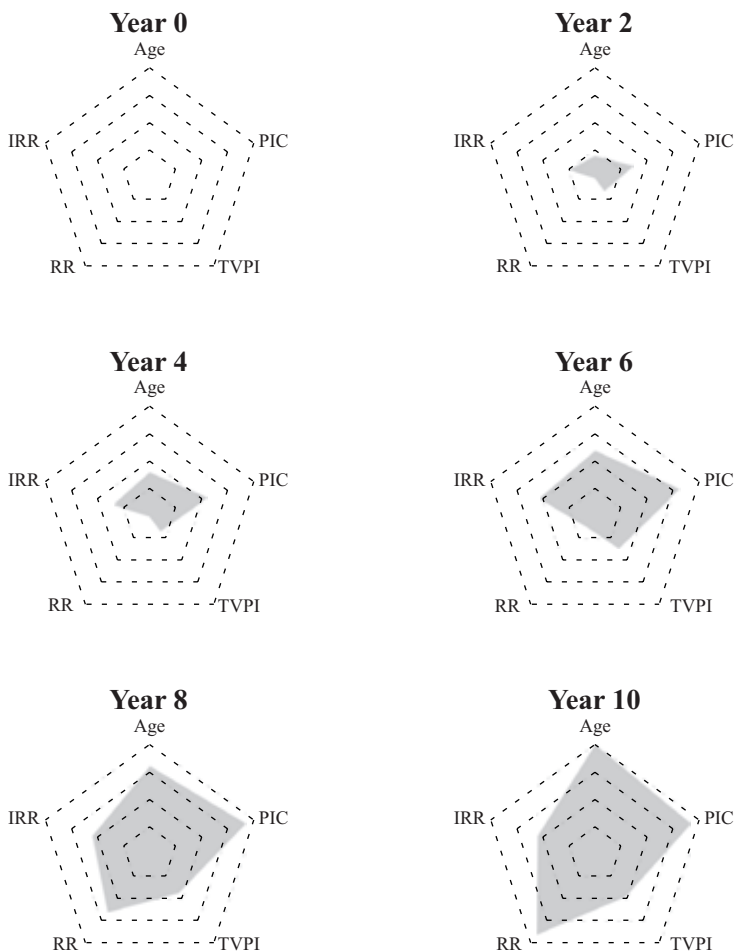 Year 0
Age
IRR
PIC
RR
TVPI
Year 2
Age
IRR
PIC
RR
TVPI
Year 4
Age
IRR
PIC
RR
TVPI
Year 6
Age
IRR
PIC
RR
TVPI
Year 8
Age
IRR
PIC
RR
TVPI
Year 10
Age
IRR
PIC
RR
TVPI